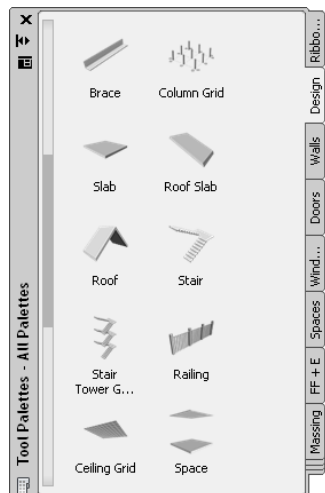 Brace
Column Grid
Slab
Roof Slab
Roof
Stair
Stair
Tower G...
Railing
Ceiling Grid
Space
Ribbo...
Design
Walls
Doors
Wind...
Spaces
FF + E
Massing
Tool Palettes - All Palettes